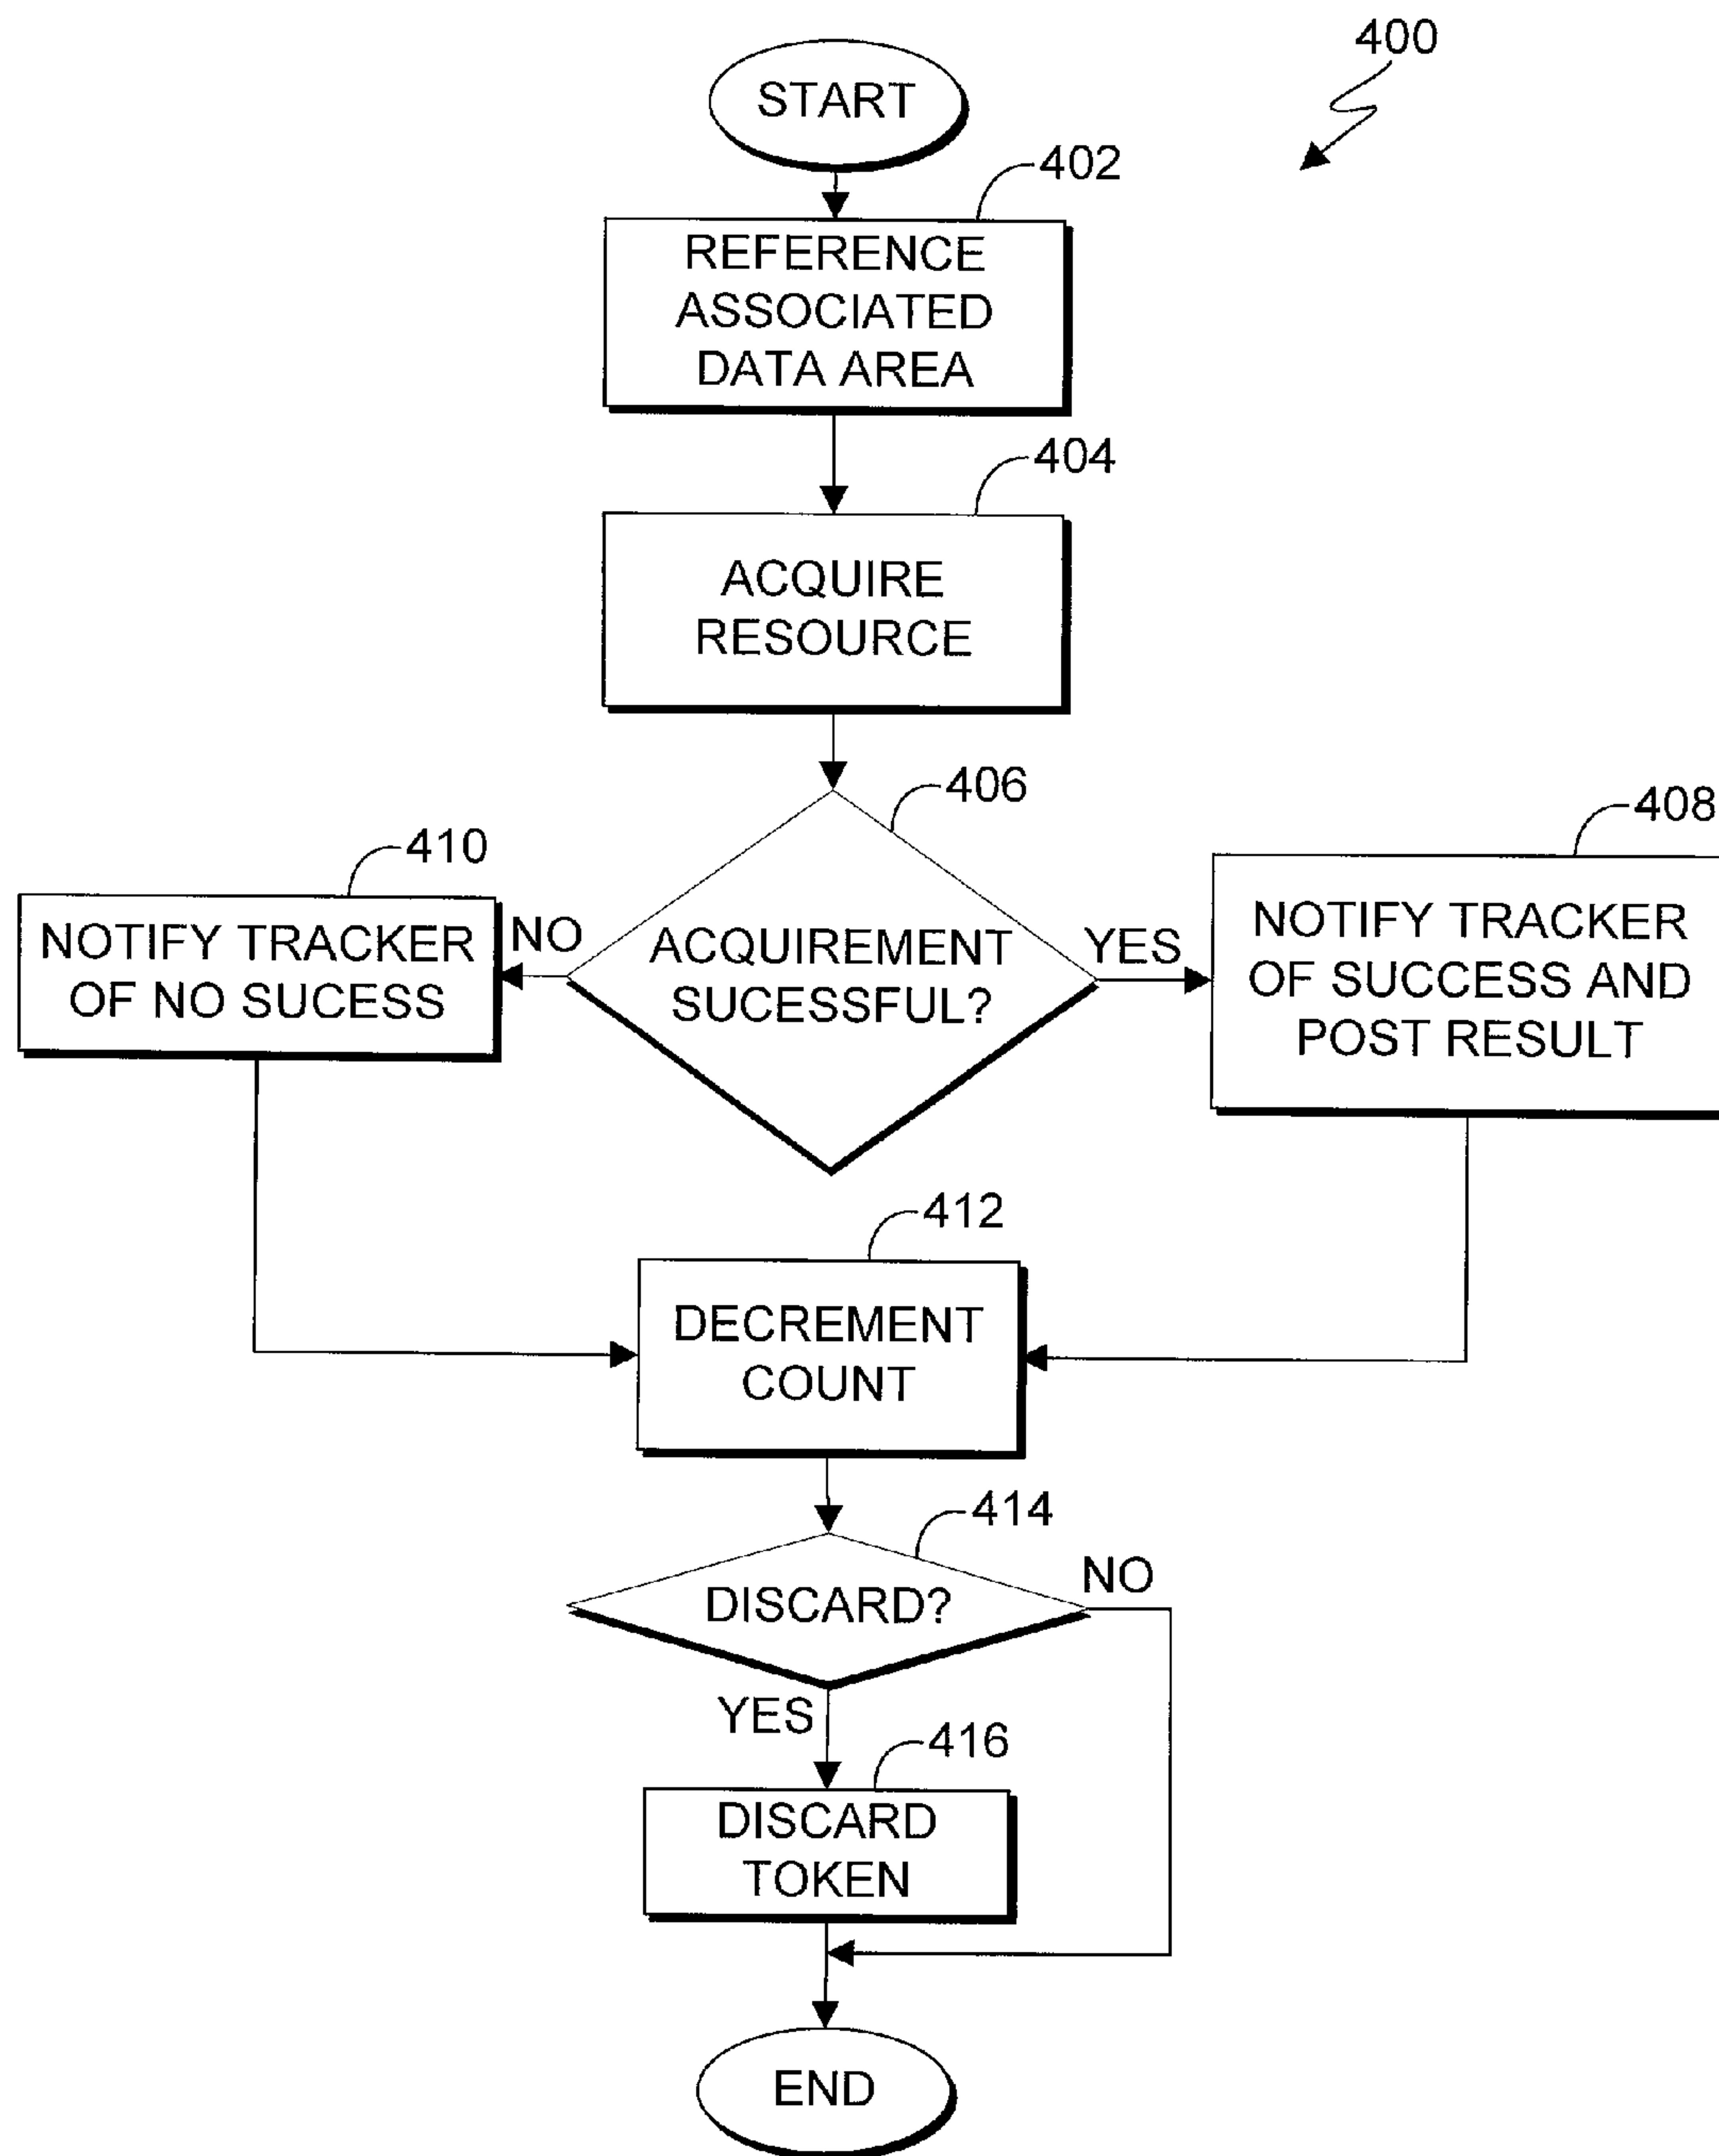 400
START
402
REFERENCE
ASSOCIATED
DATA AREA
404
ACQUIRE
RESOURCE
406
ACQUIREMENT
SUCESSFUL?
NO
YES
410
NOTIFY TRACKER
OF NO SUCESS
408
NOTIFY TRACKER
OF SUCCESS AND
POST RESULT
412
DECREMENT
COUNT
414
DISCARD?
NO
YES
416
DISCARD
TOKEN
END